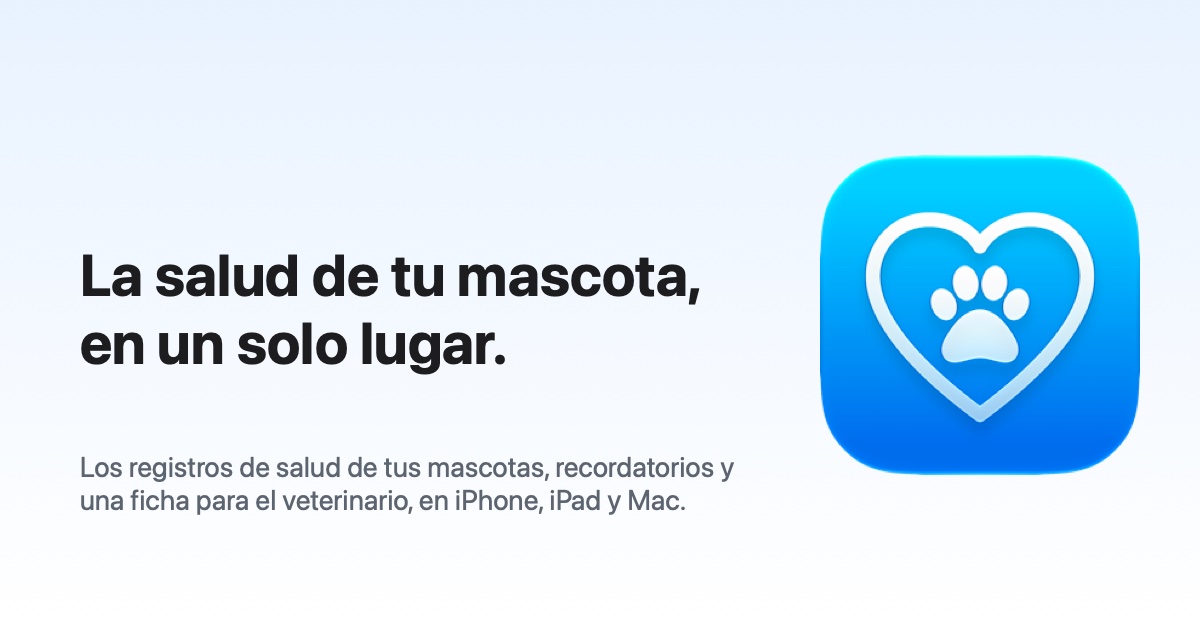 La salud de tu mascota,
en un solo lugar.
Los registros de salud de tus mascotas, recordatorios y
una ficha para el veterinario, en iPhone, iPad y Mac.